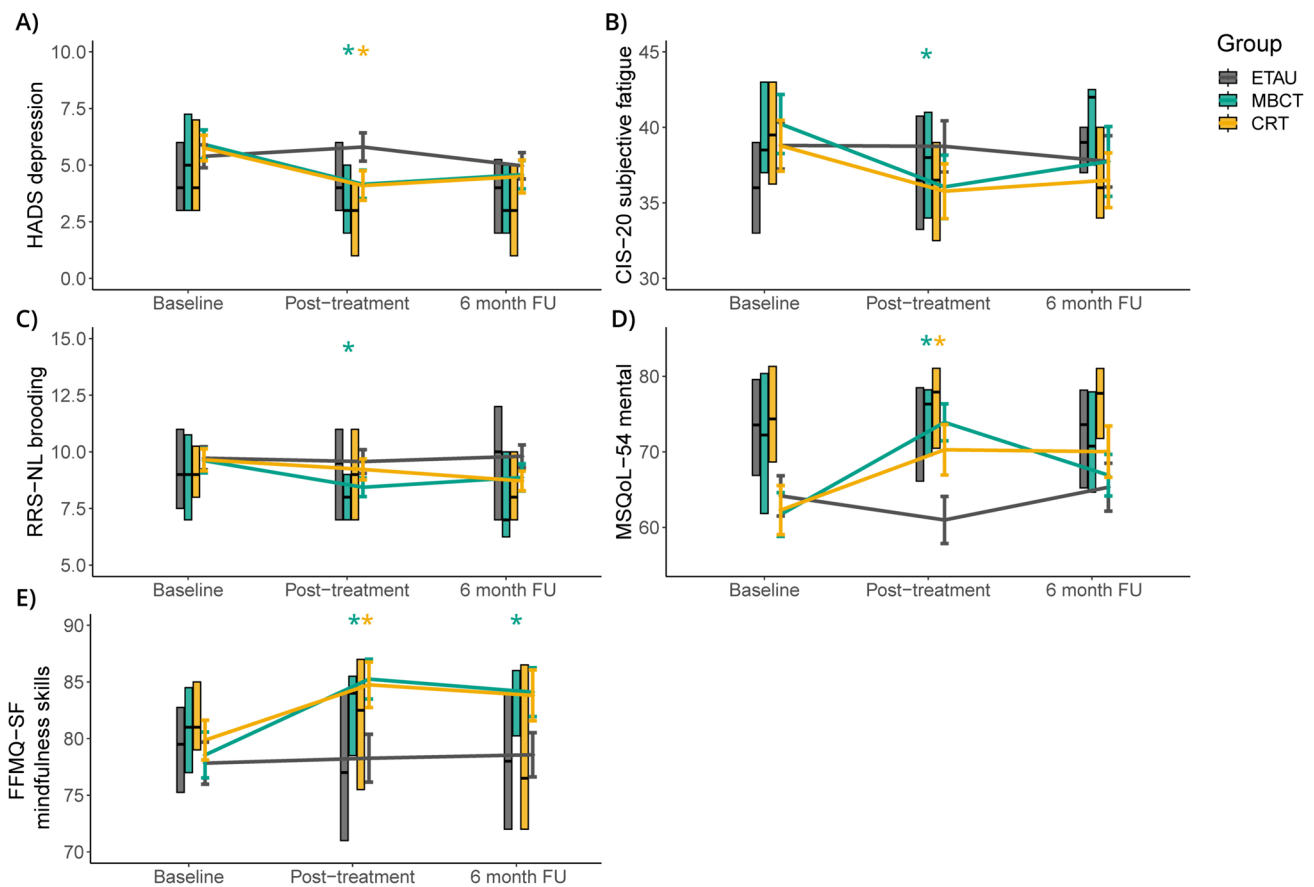 A)
HADS depression
10.0
7.5
5.0
2.5
0.0
* *
Baseline Post−treatment 6 month FU
B)
CIS−20 subjective fatigue
45
40
35
30
*
Baseline Post−treatment 6 month FU
Group
ETAU
MBCT
CRT
C)
RRS−NL brooding
15.0
12.5
10.0
7.5
5.0
*
Baseline Post−treatment 6 month FU
D)
MSQoL−54 mental
80
70
60
* *
Baseline Post−treatment 6 month FU
E)
FFMQ−SF
mindfulness skills
90
85
80
75
70
* * *
Baseline Post−treatment 6 month FU